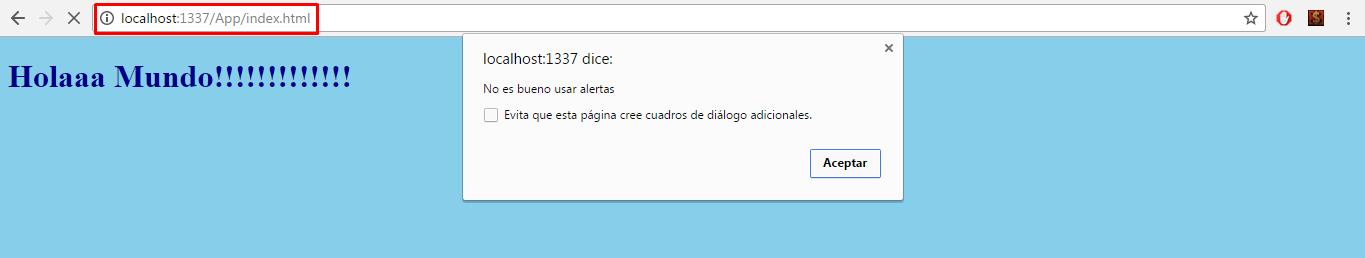 localhost:1337/App/index.html
localhost:1337 dice:
Holaaa Mundo!!!!!!!!!!!!!
No es bueno usar alertas
Evita que esta página cree cuadros de diálogo adicionales.
Aceptar